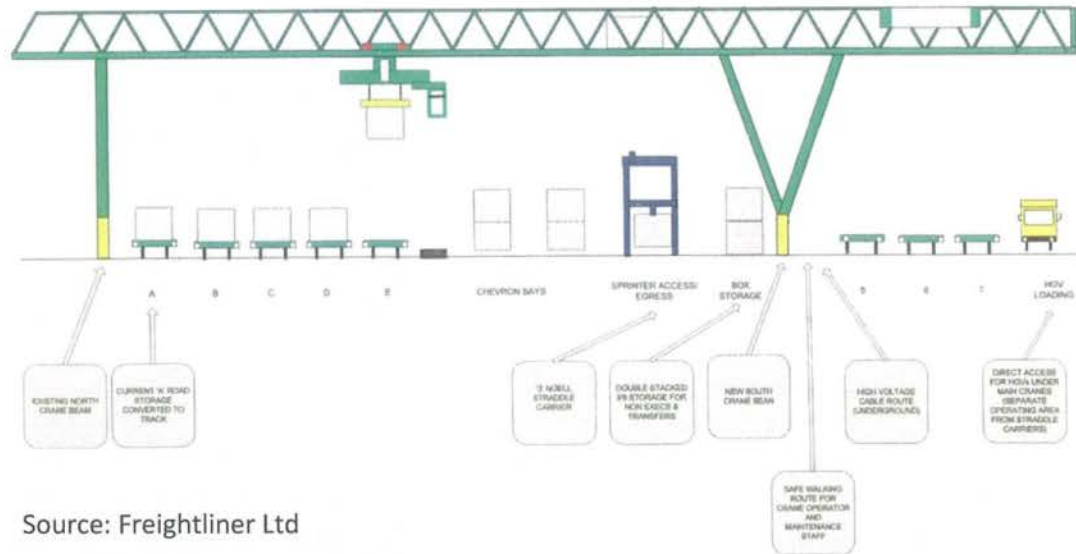 A
B
C
D
E
CHEVRON BAYS
SPRINTER ACCESS/
EGRESS
BOX
STORAGE
5
6
7
HGV
LOADING
EXISTING NORTH
CRANE BEAM
CURRENT 'A' ROAD
STORAGE
CONVERTED TO
TRACK
STRADDLE
CARRIER
DOUBLE STACKED
STORAGE FOR
NON EXECS &
TRANSFERS
NEW SOUTH
CRANE BEAM
HIGH VOLTAGE
CABLE ROUTE
(UNDERGROUND)
DIRECT ACCESS
FOR HGVs UNDER
MAIN CRANES
(SEPARATE
OPERATING AREA
FROM STRADDLE
CARRIERS)
SAFE WALKING
ROUTE FOR
CRANE OPERATOR
AND
MAINTENANCE
STAFF
Source: Freightliner Ltd